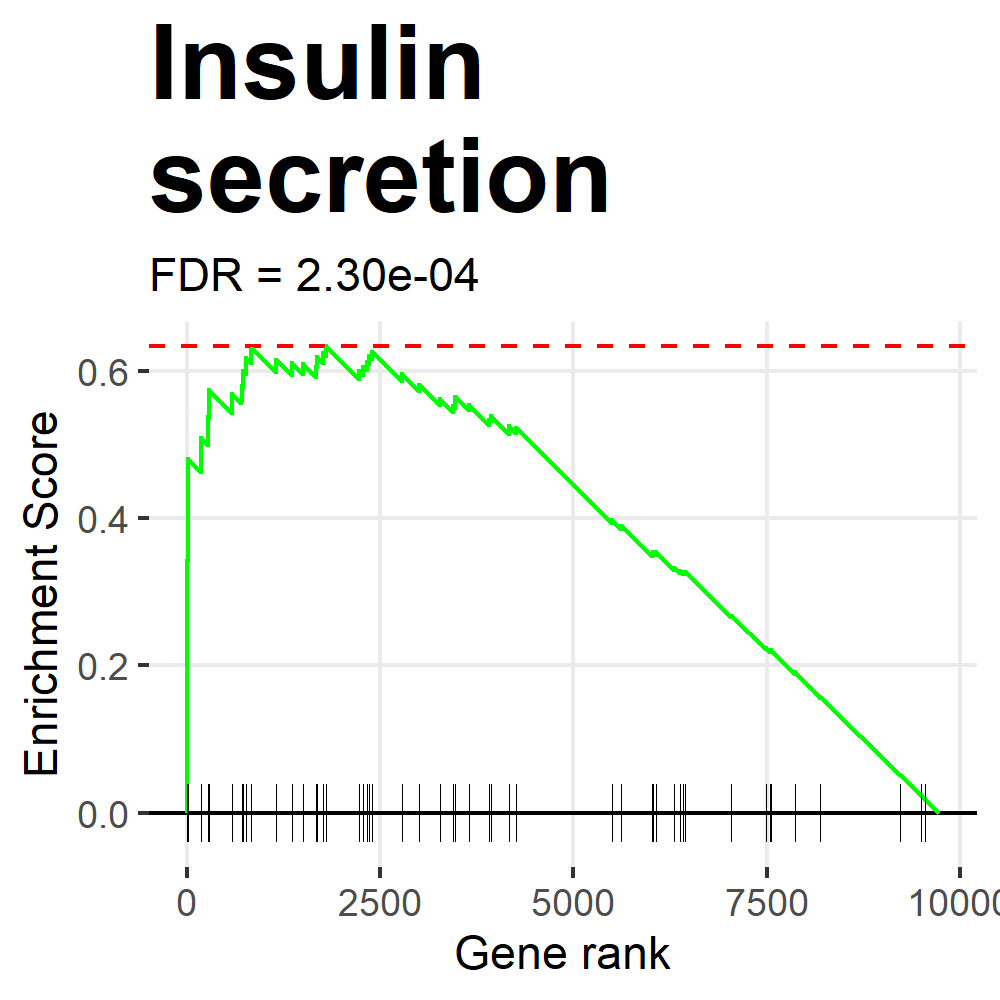 Insulin
secretion
FDR = 2.30e-04
Enrichment Score
0.6
0.4
0.2
0.0
0 2500 5000 7500 10000
Gene rank